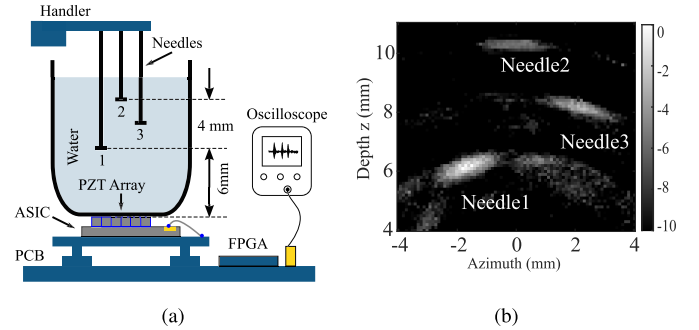 Handler
Needles
2
3
1
Water
4 mm
6mm
Oscilloscope
PZT Array
ASIC
PCB
FPGA
(a)
0
-2
-4
-6
-8
-10
10
8
6
4
Depth z (mm)
Needle2
Needle3
Needle1
-4
-2
0
2
4
Azimuth (mm)
(b)